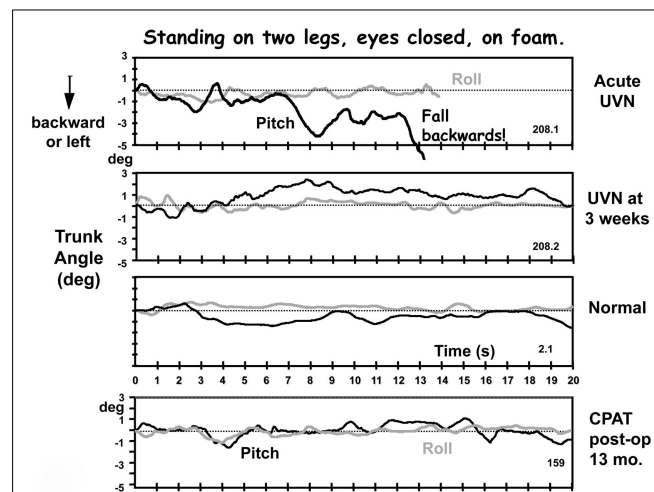 Standing on two legs, eyes closed, on foam.
backward
or left
deg
Trunk
Angle
(deg)
3
1
-1
-3
-5
Roll
Pitch
Fall
backwards!
208.1
Acute
UVN
3
1
-1
-3
-5
208.2
UVN at
3 weeks
Time (s)
2.1
Normal
0 1 2 3 4 5 6 7 8 9 10 11 12 13 14 15 16 17 18 19 20
deg
3
1
-1
-3
-5
Pitch
Roll
159
CPAT
post-op
13 mo.